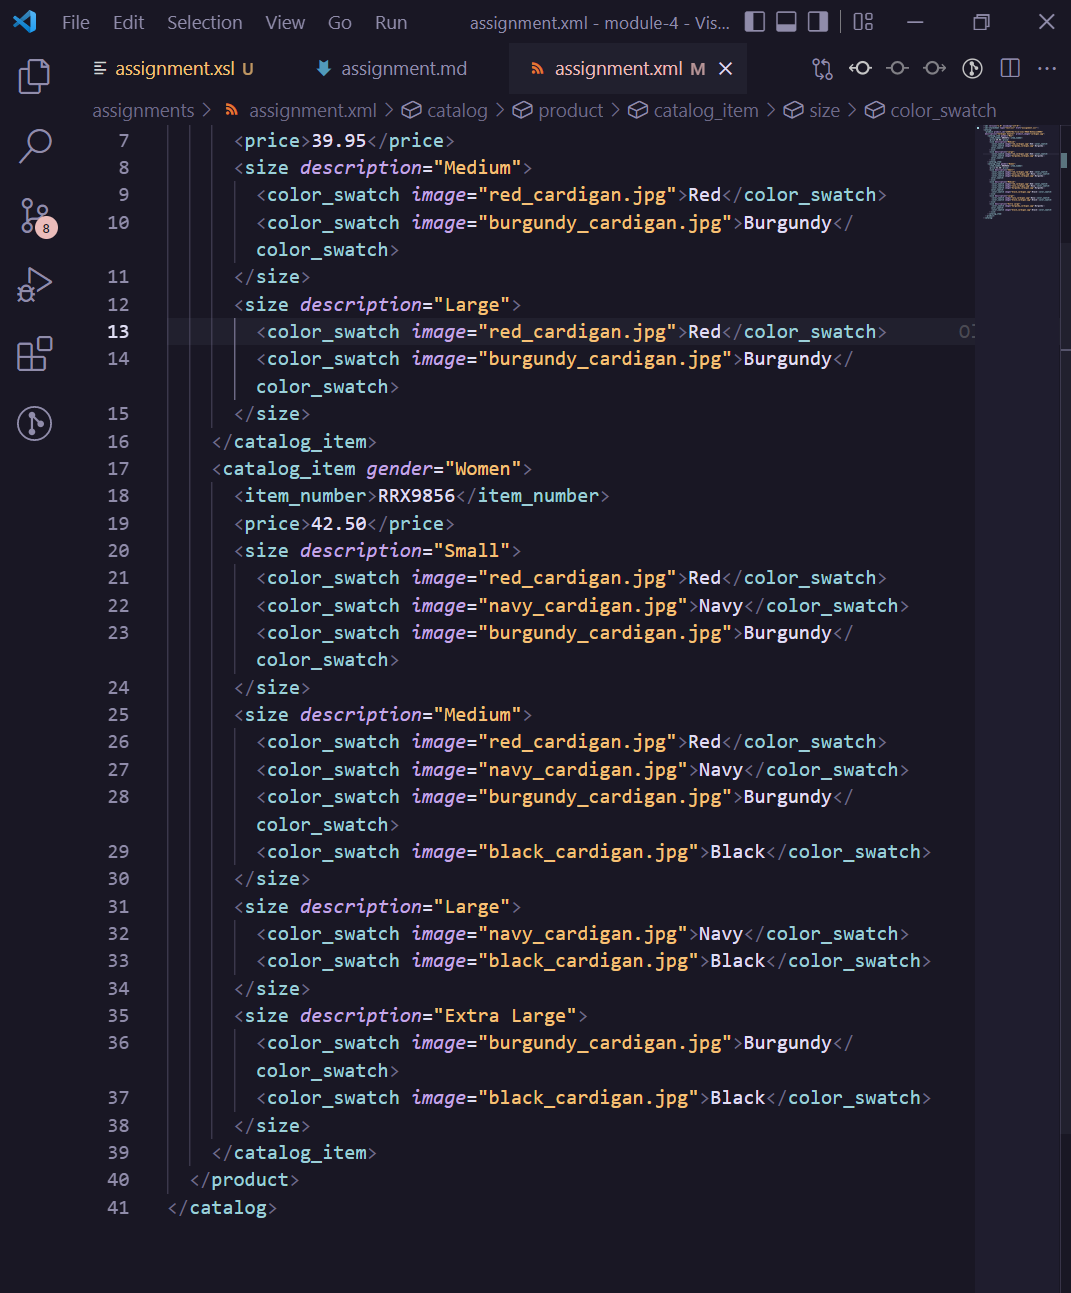 File Edit Selection View Go Run assignment.xml - module-4 - Vis...
assignment.xsl U assignment.md assignment.xml M
assignments > assignment.xml > catalog > product > catalog_item > size > color_swatch
7 <price>39.95</price>
8 <size description="Medium">
9 <color_swatch image="red_cardigan.jpg">Red</color_swatch>
10 <color_swatch image="burgundy_cardigan.jpg">Burgundy</
color_swatch>
11 </size>
12 <size description="Large">
13 <color_swatch image="red_cardigan.jpg">Red</color_swatch>
14 <color_swatch image="burgundy_cardigan.jpg">Burgundy</
color_swatch>
15 </size>
16 </catalog_item>
17 <catalog_item gender="Women">
18 <item_number>RRX9856</item_number>
19 <price>42.50</price>
20 <size description="Small">
21 <color_swatch image="red_cardigan.jpg">Red</color_swatch>
22 <color_swatch image="navy_cardigan.jpg">Navy</color_swatch>
23 <color_swatch image="burgundy_cardigan.jpg">Burgundy</
color_swatch>
24 </size>
25 <size description="Medium">
26 <color_swatch image="red_cardigan.jpg">Red</color_swatch>
27 <color_swatch image="navy_cardigan.jpg">Navy</color_swatch>
28 <color_swatch image="burgundy_cardigan.jpg">Burgundy</
color_swatch>
29 <color_swatch image="black_cardigan.jpg">Black</color_swatch>
30 </size>
31 <size description="Large">
32 <color_swatch image="navy_cardigan.jpg">Navy</color_swatch>
33 <color_swatch image="black_cardigan.jpg">Black</color_swatch>
34 </size>
35 <size description="Extra Large">
36 <color_swatch image="burgundy_cardigan.jpg">Burgundy</
color_swatch>
37 <color_swatch image="black_cardigan.jpg">Black</color_swatch>
38 </size>
39 </catalog_item>
40 </product>
41 </catalog>
8